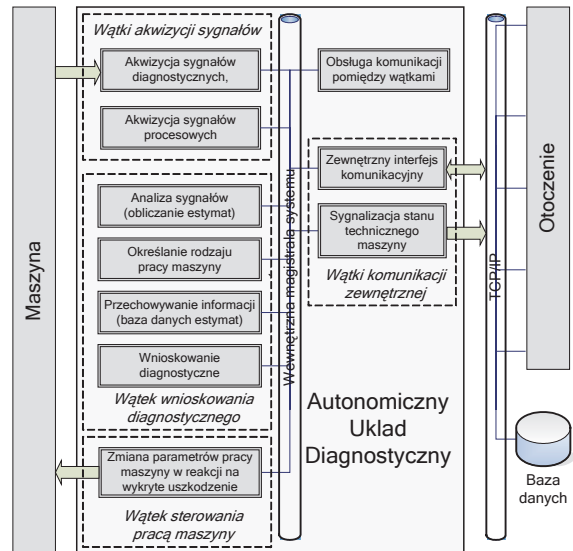 Maszyna
Wątki akwizycji sygnałów
Akwizycja sygnałów
diagnostycznych,
Akwizycja sygnałów
procesowych
Analiza sygnałów
(obliczanie estymat)
Określanie rodzaju
pracy maszyny
Przechowywanie informacji
(baza danych estymat)
Wnioskowanie
diagnostyczne
Wątek wnioskowania
diagnostycznego
Zmiana parametrów pracy
maszyny w reakcji na
wykryte uszkodzenie
Wątek sterowania
pracą maszyny
Wewnętrzna magistrala systemu
Obsługa komunikacji
pomiędzy wątkami
Zewnętrzny interfejs
komunikacyjny
Sygnalizacja stanu
technicznego
maszyny
Wątki komunikacji
zewnętrznej
Autonomiczny
Uklad
Diagnostyczny
TCP/IP
Otoczenie
Baza
danych